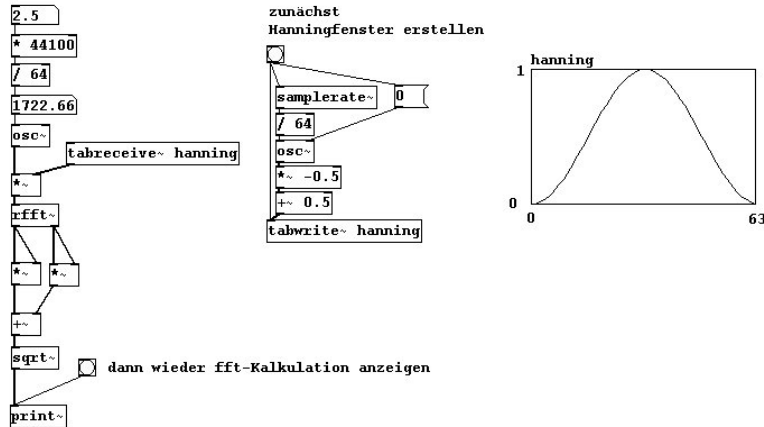 2.5
* 44100
/ 64
1722.66
osc~
tabreceive~ hanning
*~
rfft~
*~
*~
+~
sqrt~
dann wieder fft-Kalkulation anzeigen
print~
zunächst
Hanningfenster erstellen
samplerate~
0
/ 64
osc~
*~ -0.5
+~ 0.5
tabwrite~ hanning
hanning
1
0
0
63